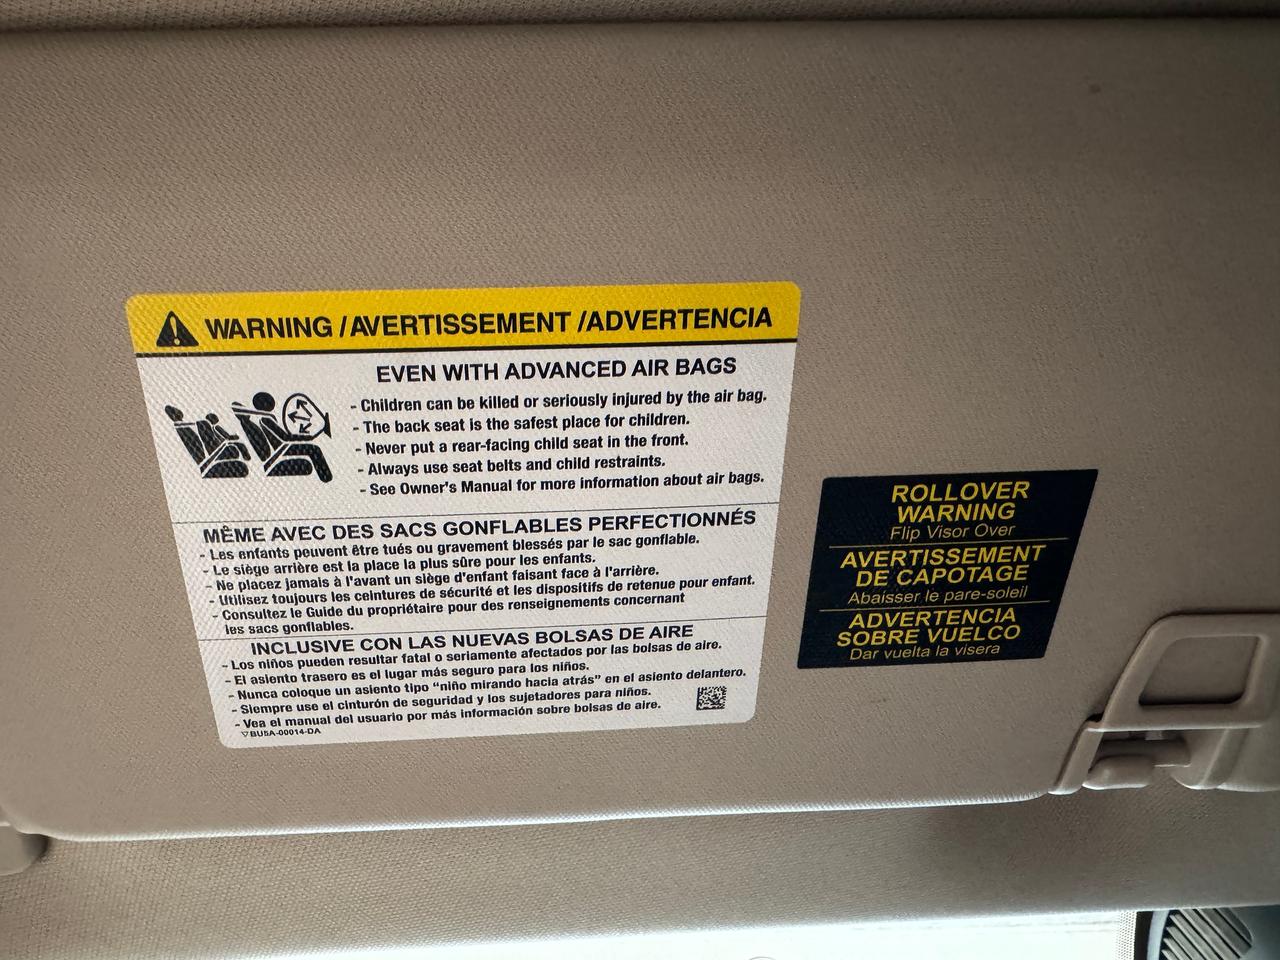 WARNING / AVERTISSEMENT / ADVERTENCIA
EVEN WITH ADVANCED AIR BAGS
- Children can be killed or seriously injured by the air bag.
- The back seat is the safest place for children.
- Never put a rear-facing child seat in the front.
- Always use seat belts and child restraints.
- See Owner's Manual for more information about air bags.
MÊME AVEC DES SACS GONFLABLES PERFECTIONNÉS
- Les enfants peuvent être tués ou gravement blessés par le sac gonflable.
- Le siège arrière est la place la plus sûre pour les enfants.
- Ne placez jamais à l'avant un siège d'enfant faisant face à l'arrière.
- Utilisez toujours les ceintures de sécurité et les dispositifs de retenue pour enfant.
- Consultez le Guide du propriétaire pour des renseignements concernant
les sacs gonflables.
INCLUSIVE CON LAS NUEVAS BOLSAS DE AIRE
- Los niños pueden resultar fatal o seriamente afectados por las bolsas de aire.
- El asiento trasero es el lugar más seguro para los niños.
- Nunca coloque un asiento tipo "niño mirando hacia atrás" en el asiento delantero.
- Siempre use el cinturón de seguridad y los sujetadores para niños.
- Vea el manual del usuario por más información sobre bolsas de aire.
▽BU5A-00014-DA
ROLLOVER
WARNING
Flip Visor Over
AVERTISSEMENT
DE CAPOTAGE
Abaisser le pare-soleil
ADVERTENCIA
SOBRE VUELCO
Dar vuelta la visera